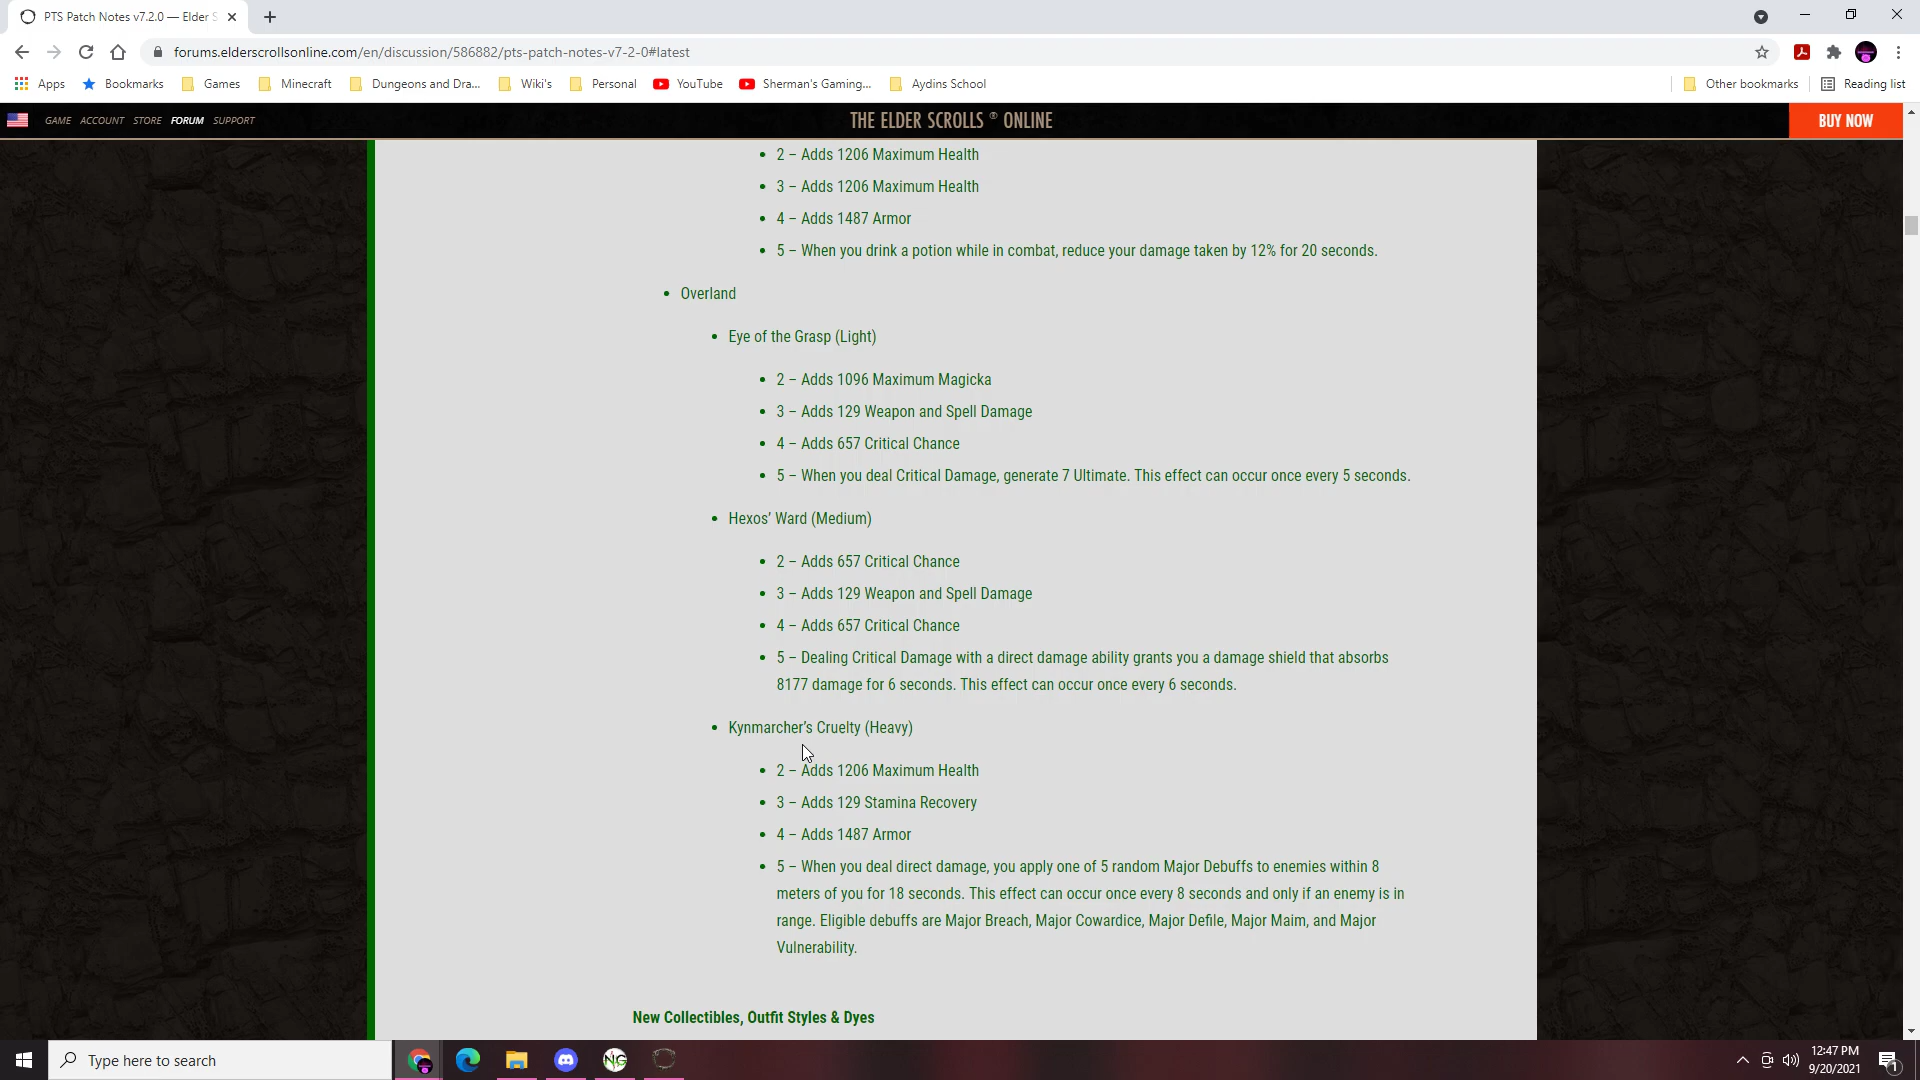 PTS Patch Notes v7.2.0 — Elder S
forums.elderscrollsonline.com/en/discussion/586882/pts-patch-notes-v7-2-0#latest
Apps Bookmarks Games Minecraft Dungeons and Dra... Wiki's Personal YouTube Sherman's Gaming... Aydins School Other bookmarks Reading list
GAME ACCOUNT STORE FORUM SUPPORT THE ELDER SCROLLS ® ONLINE BUY NOW
2 – Adds 1206 Maximum Health
3 – Adds 1206 Maximum Health
4 – Adds 1487 Armor
5 – When you drink a potion while in combat, reduce your damage taken by 12% for 20 seconds.
Overland
Eye of the Grasp (Light)
2 – Adds 1096 Maximum Magicka
3 – Adds 129 Weapon and Spell Damage
4 – Adds 657 Critical Chance
5 – When you deal Critical Damage, generate 7 Ultimate. This effect can occur once every 5 seconds.
Hexos’ Ward (Medium)
2 – Adds 657 Critical Chance
3 – Adds 129 Weapon and Spell Damage
4 – Adds 657 Critical Chance
5 – Dealing Critical Damage with a direct damage ability grants you a damage shield that absorbs
8177 damage for 6 seconds. This effect can occur once every 6 seconds.
Kynmarcher’s Cruelty (Heavy)
2 – Adds 1206 Maximum Health
3 – Adds 129 Stamina Recovery
4 – Adds 1487 Armor
5 – When you deal direct damage, you apply one of 5 random Major Debuffs to enemies within 8
meters of you for 18 seconds. This effect can occur once every 8 seconds and only if an enemy is in
range. Eligible debuffs are Major Breach, Major Cowardice, Major Defile, Major Maim, and Major
Vulnerability.
New Collectibles, Outfit Styles & Dyes
Type here to search
NG
12:47 PM
9/20/2021
1